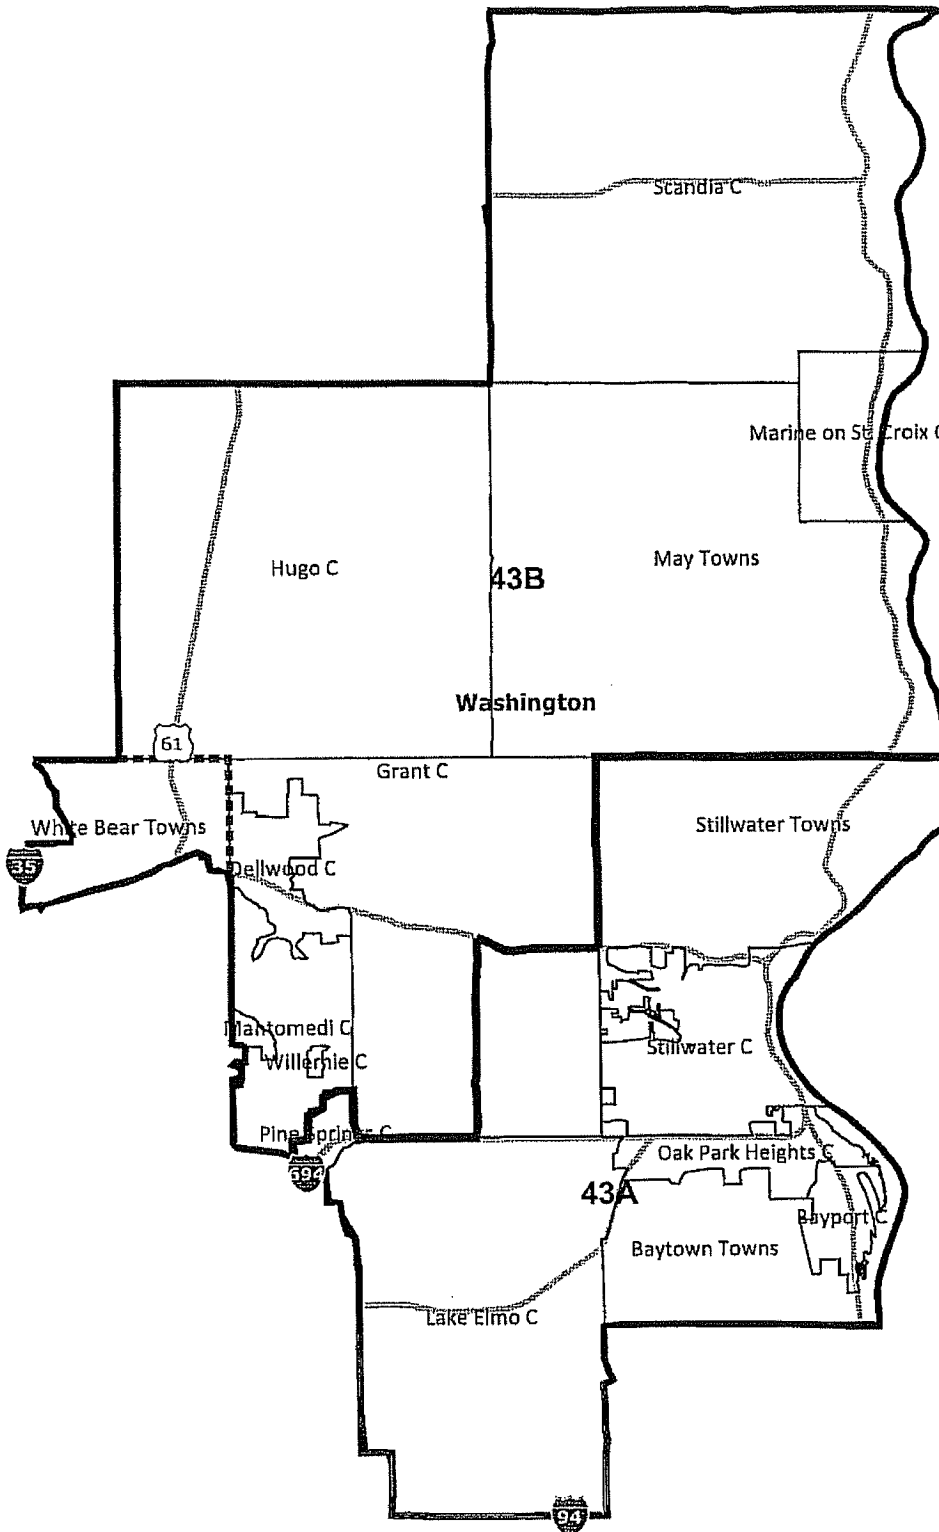 Scandia C
Marine on St. Croix C
Hugo C
43B
May Towns
Washington
61
Grant C
White Bear Towns
Stillwater Towns
35
Dellwood C
Mahtomedi C
Stillwater C
Willernie C
Pine Springs C
Oak Park Heights C
694
43A
Bayport C
Baytown Towns
Lake Elmo C
94